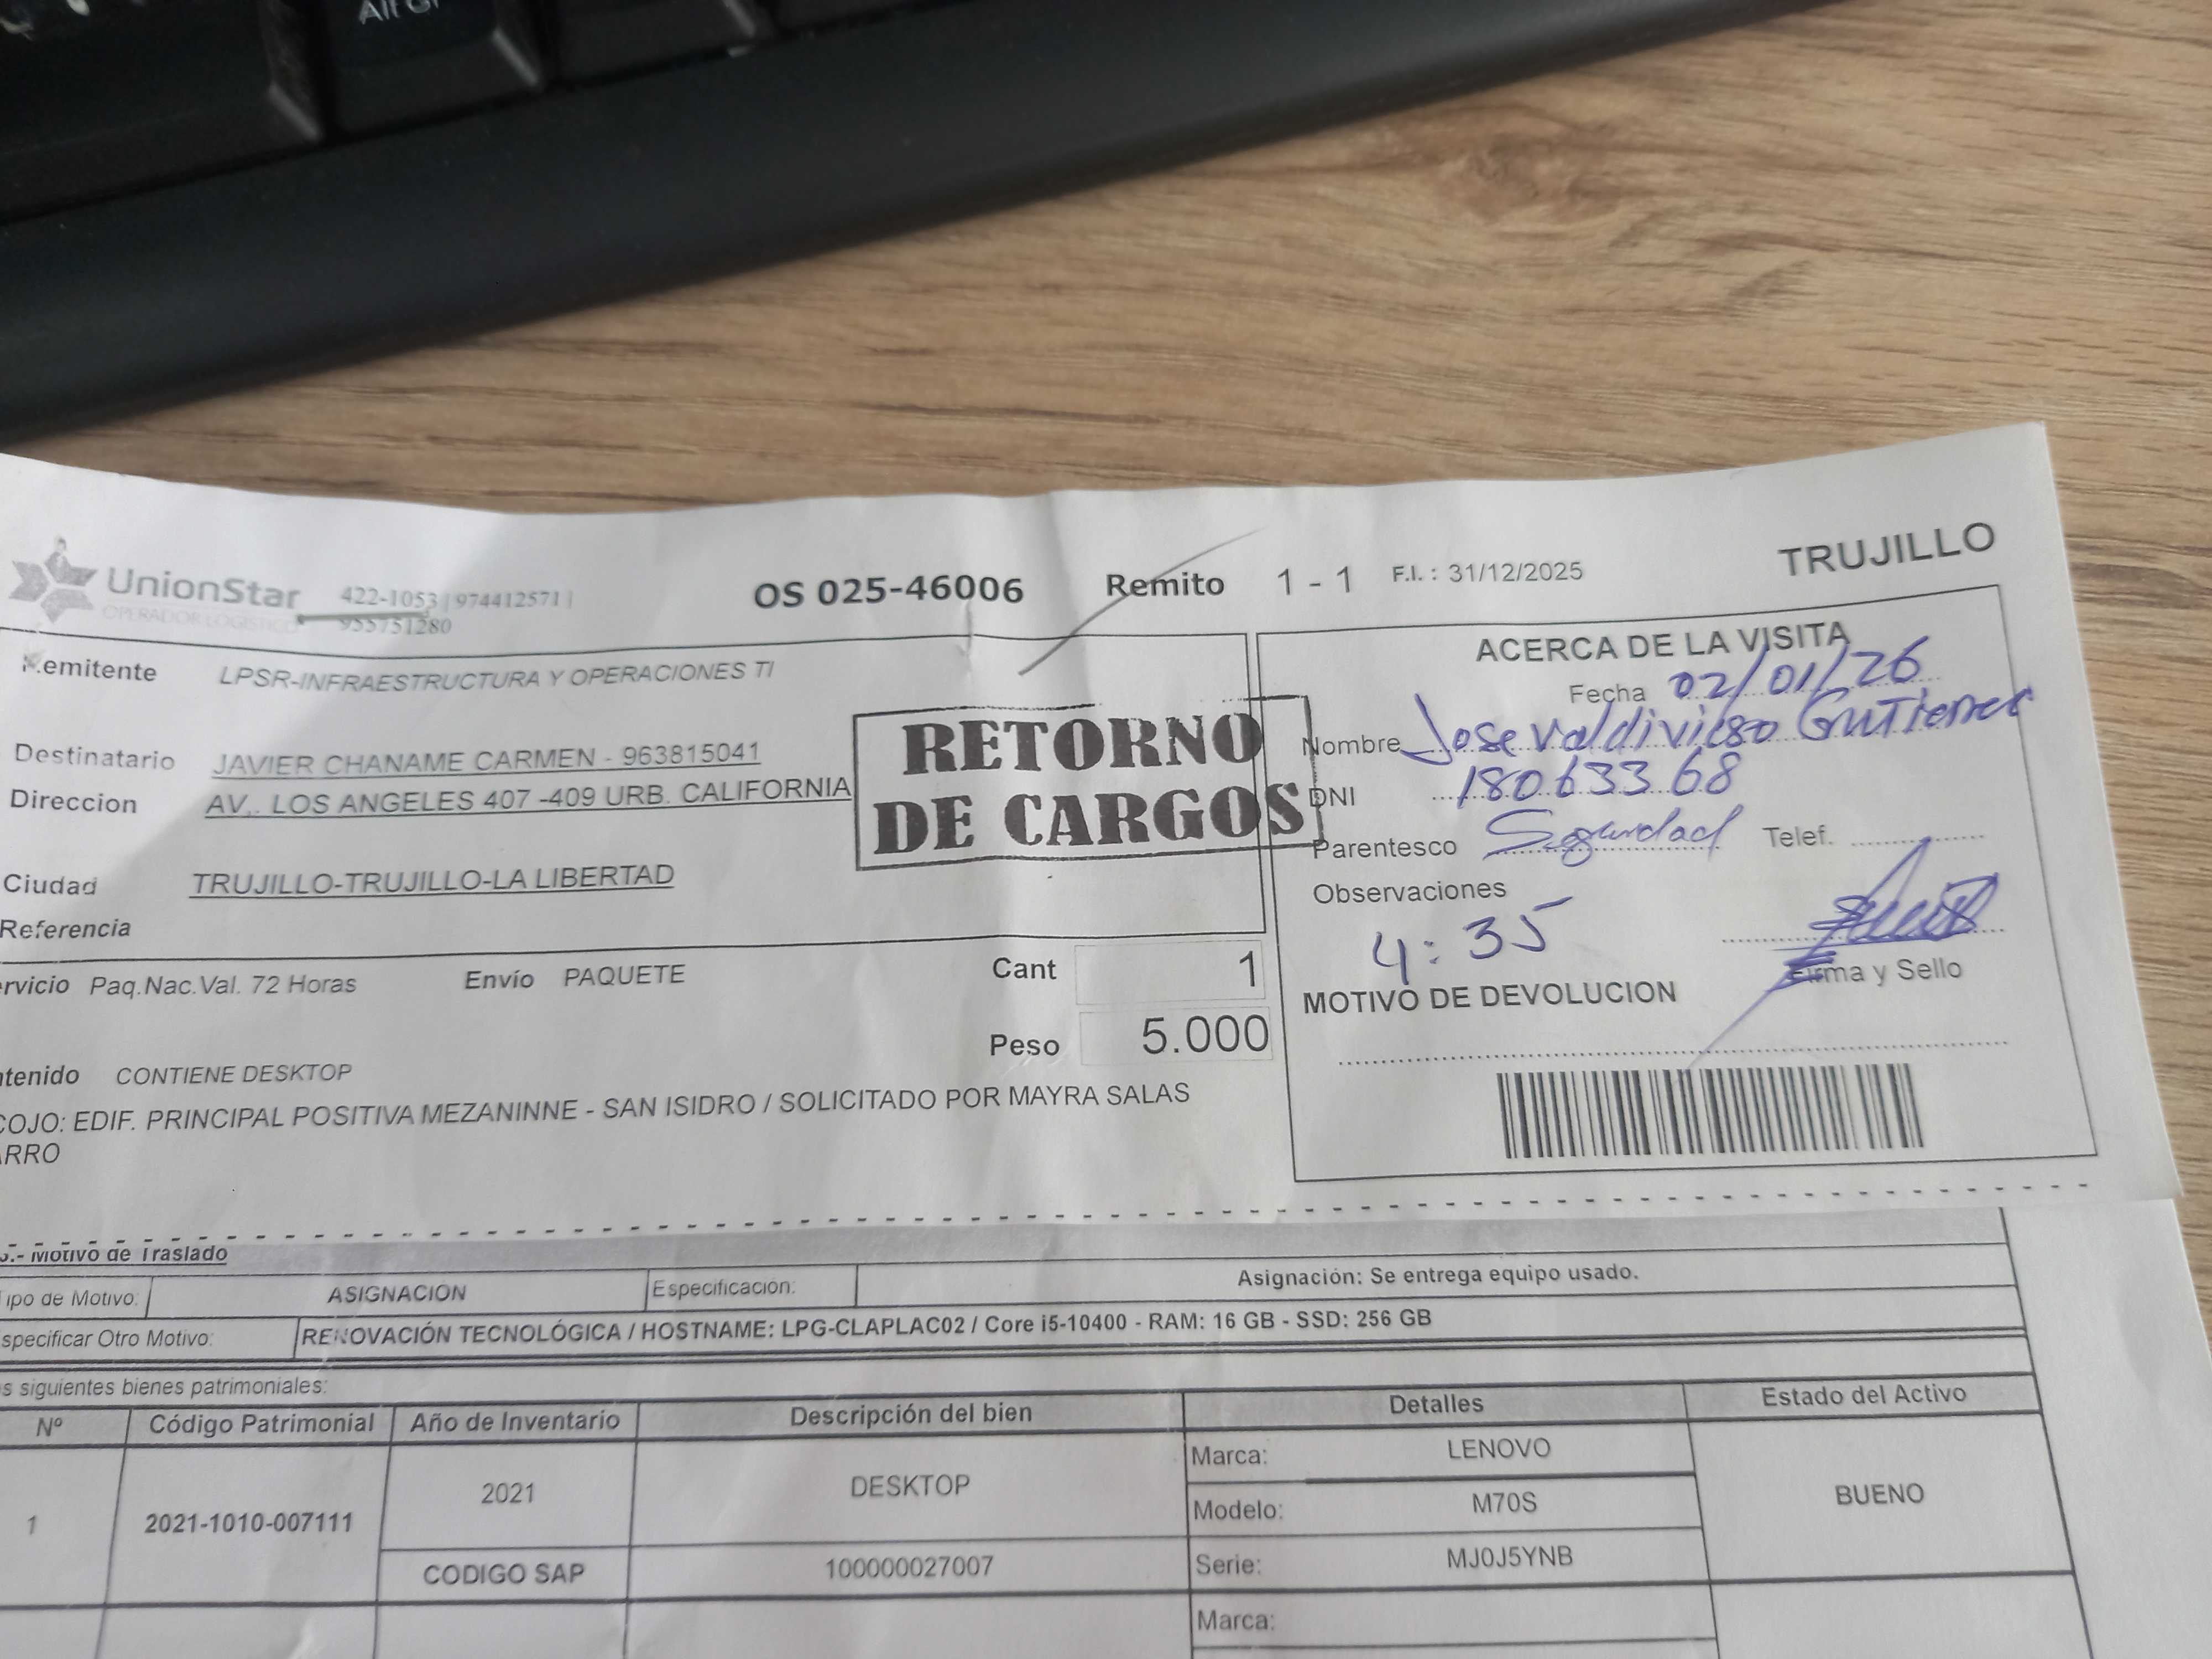 Alt Gr
UnionStar
OPERADOR LOGISTICO
422-1053 | 974412571 |
955751280
OS 025-46006
Remito 1 - 1
F.I. : 31/12/2025
TRUJILLO
Remitente LPSR-INFRAESTRUCTURA Y OPERACIONES TI
Destinatario JAVIER CHANAME CARMEN - 963815041
Direccion AV,. LOS ANGELES 407 -409 URB. CALIFORNIA
Ciudad TRUJILLO-TRUJILLO-LA LIBERTAD
Referencia
RETORNO
DE CARGOS
ACERCA DE LA VISITA
Fecha 02/01/26
Nombre Jose Valdivieso Gutierrez
DNI 18063368
Parentesco Seguridad Telef.
Observaciones
4:35
Firma y Sello
MOTIVO DE DEVOLUCION
rvicio Paq.Nac.Val. 72 Horas Envío PAQUETE
Cant 1
Peso 5.000
tenido CONTIENE DESKTOP
COJO: EDIF. PRINCIPAL POSITIVA MEZANINNE - SAN ISIDRO / SOLICITADO POR MAYRA SALAS
ARRO
.- Motivo de Traslado
ipo de Motivo: ASIGNACION Especificación: Asignación: Se entrega equipo usado.
specificar Otro Motivo: RENOVACIÓN TECNOLÓGICA / HOSTNAME: LPG-CLAPLAC02 / Core i5-10400 - RAM: 16 GB - SSD: 256 GB
s siguientes bienes patrimoniales:
Nº Código Patrimonial Año de Inventario Descripción del bien Detalles Estado del Activo
1 2021-1010-007111 2021 DESKTOP Marca: LENOVO BUENO
Modelo: M70S
CODIGO SAP 100000027007 Serie: MJ0J5YNB
Marca: